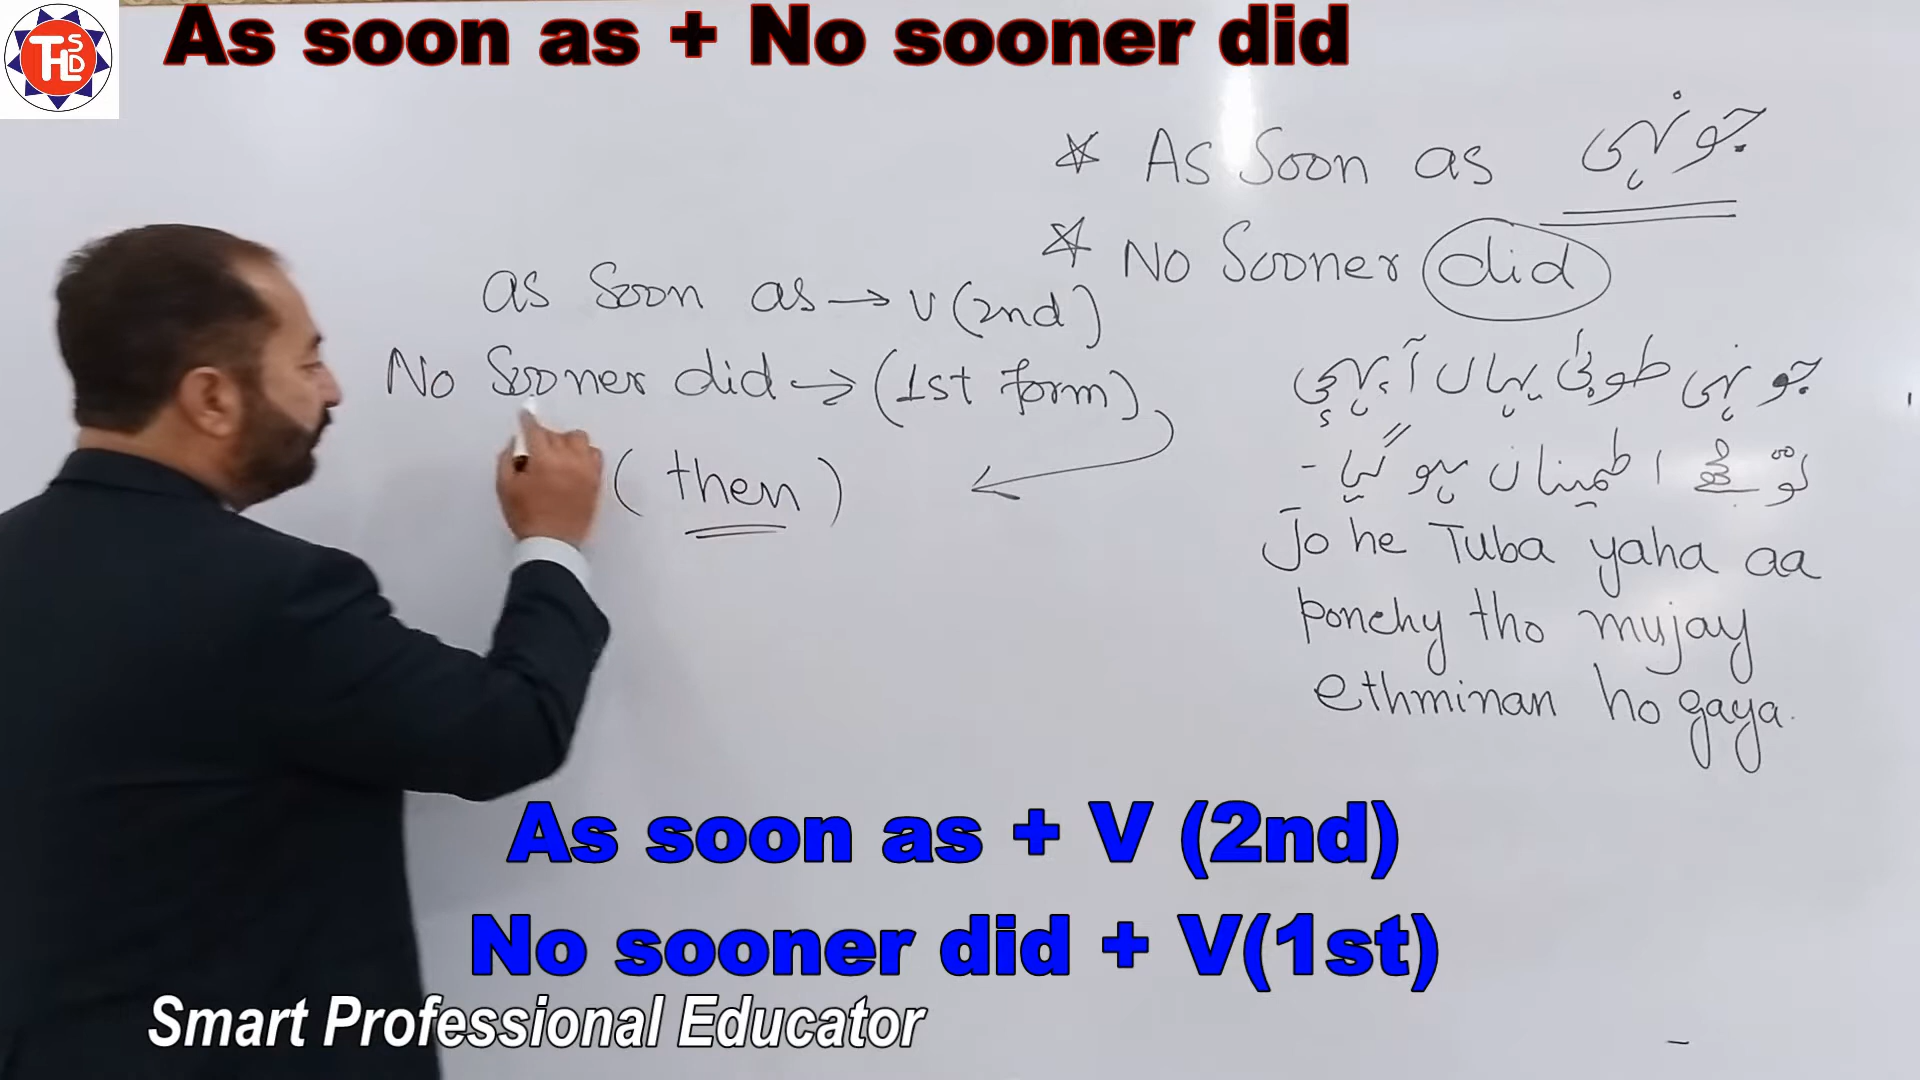 As soon as + No sooner did
THSDL
* As Soon as جونہی
* No Sooner did
as Soon as → V (2nd)
No Sooner did → (1st form)
(then)
جونہی طوبیٰ یہاں آ
تو مجھے اطمینان ہو گیا -
Jo he Tuba yaha aa
ponchy tho mujay
ethminan ho gaya.
As soon as + V (2nd)
No sooner did + V(1st)
Smart Professional Educator